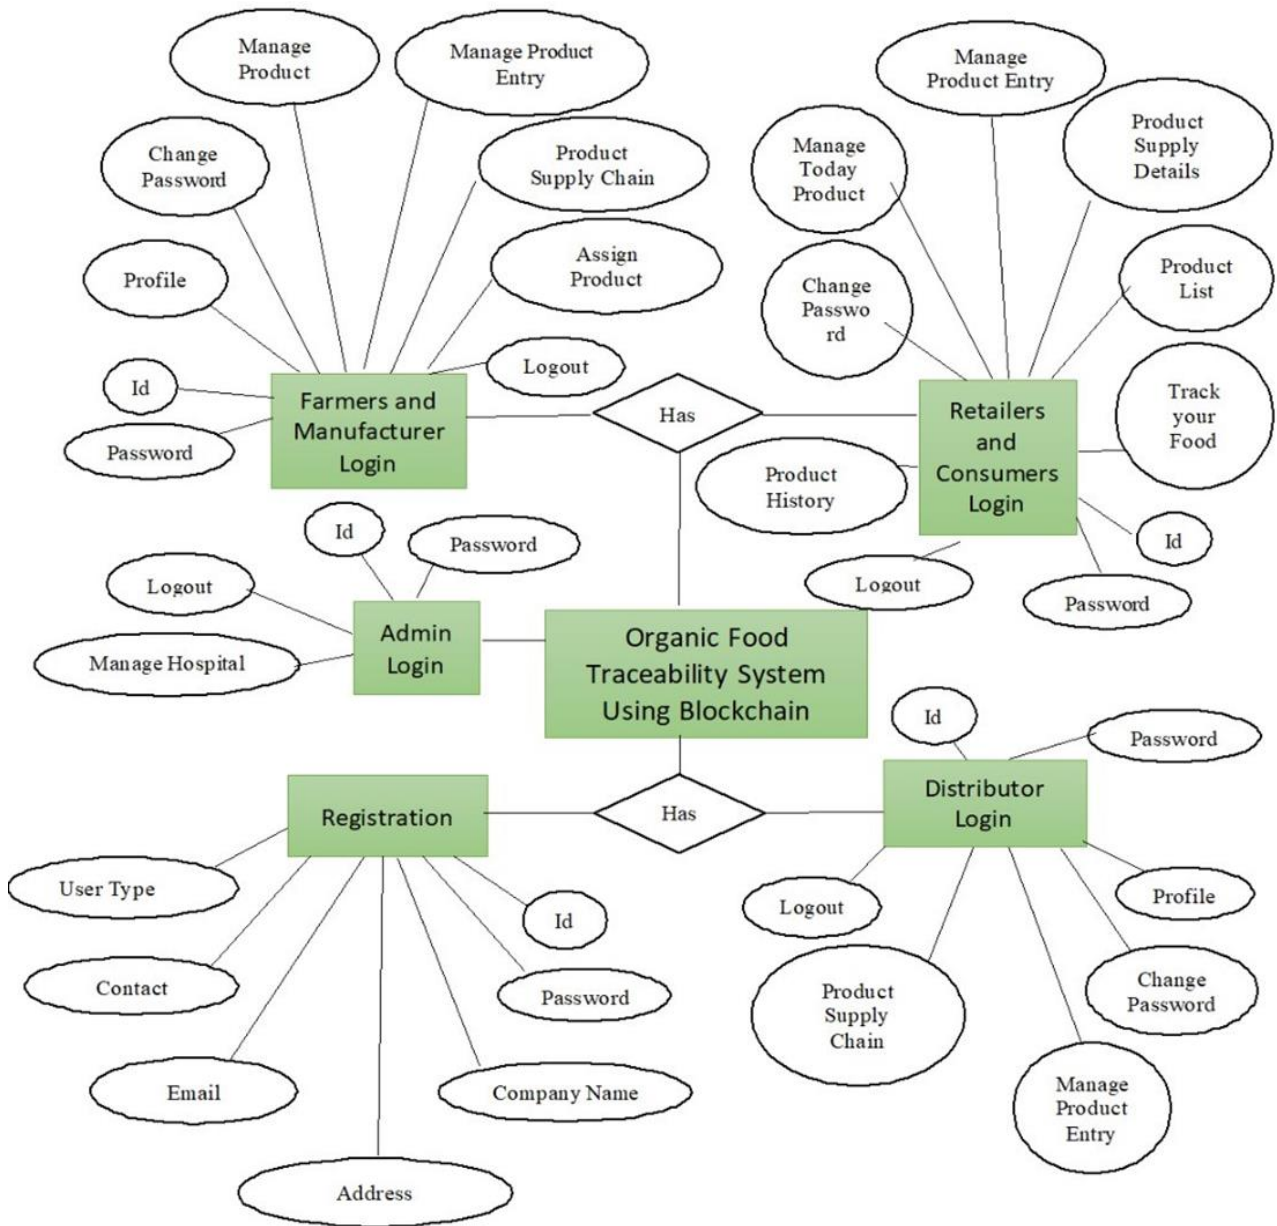 Manage
Product
Manage Product
Entry
Manage
Product Entry
Change
Password
Product
Supply Chain
Manage
Today
Product
Product
Supply
Details
Profile
Assign
Product
Change
Passwo
rd
Product
List
Id
Logout
Password
Farmers and
Manufacturer
Login
Has
Retailers
and
Consumers
Login
Track
your
Food
Product
History
Id
Password
Id
Logout
Password
Logout
Manage Hospital
Admin
Login
Organic Food
Traceability System
Using Blockchain
Id
Password
Registration
Has
Distributor
Login
User Type
Contact
Email
Address
Company Name
Password
Id
Logout
Product
Supply
Chain
Manage
Product
Entry
Change
Password
Profile